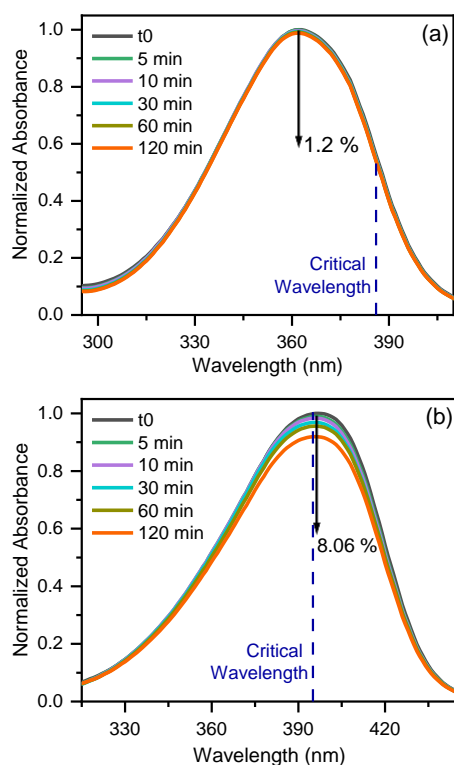 (a)
t0
5 min
10 min
30 min
60 min
120 min
1.2 %
Critical
Wavelength
Normalized Absorbance
1.0
0.8
0.6
0.4
0.2
0.0
300
330
360
390
Wavelength (nm)
(b)
t0
5 min
10 min
30 min
60 min
120 min
8.06 %
Critical
Wavelength
Normalized Absorbance
1.0
0.8
0.6
0.4
0.2
0.0
330
360
390
420
Wavelength (nm)